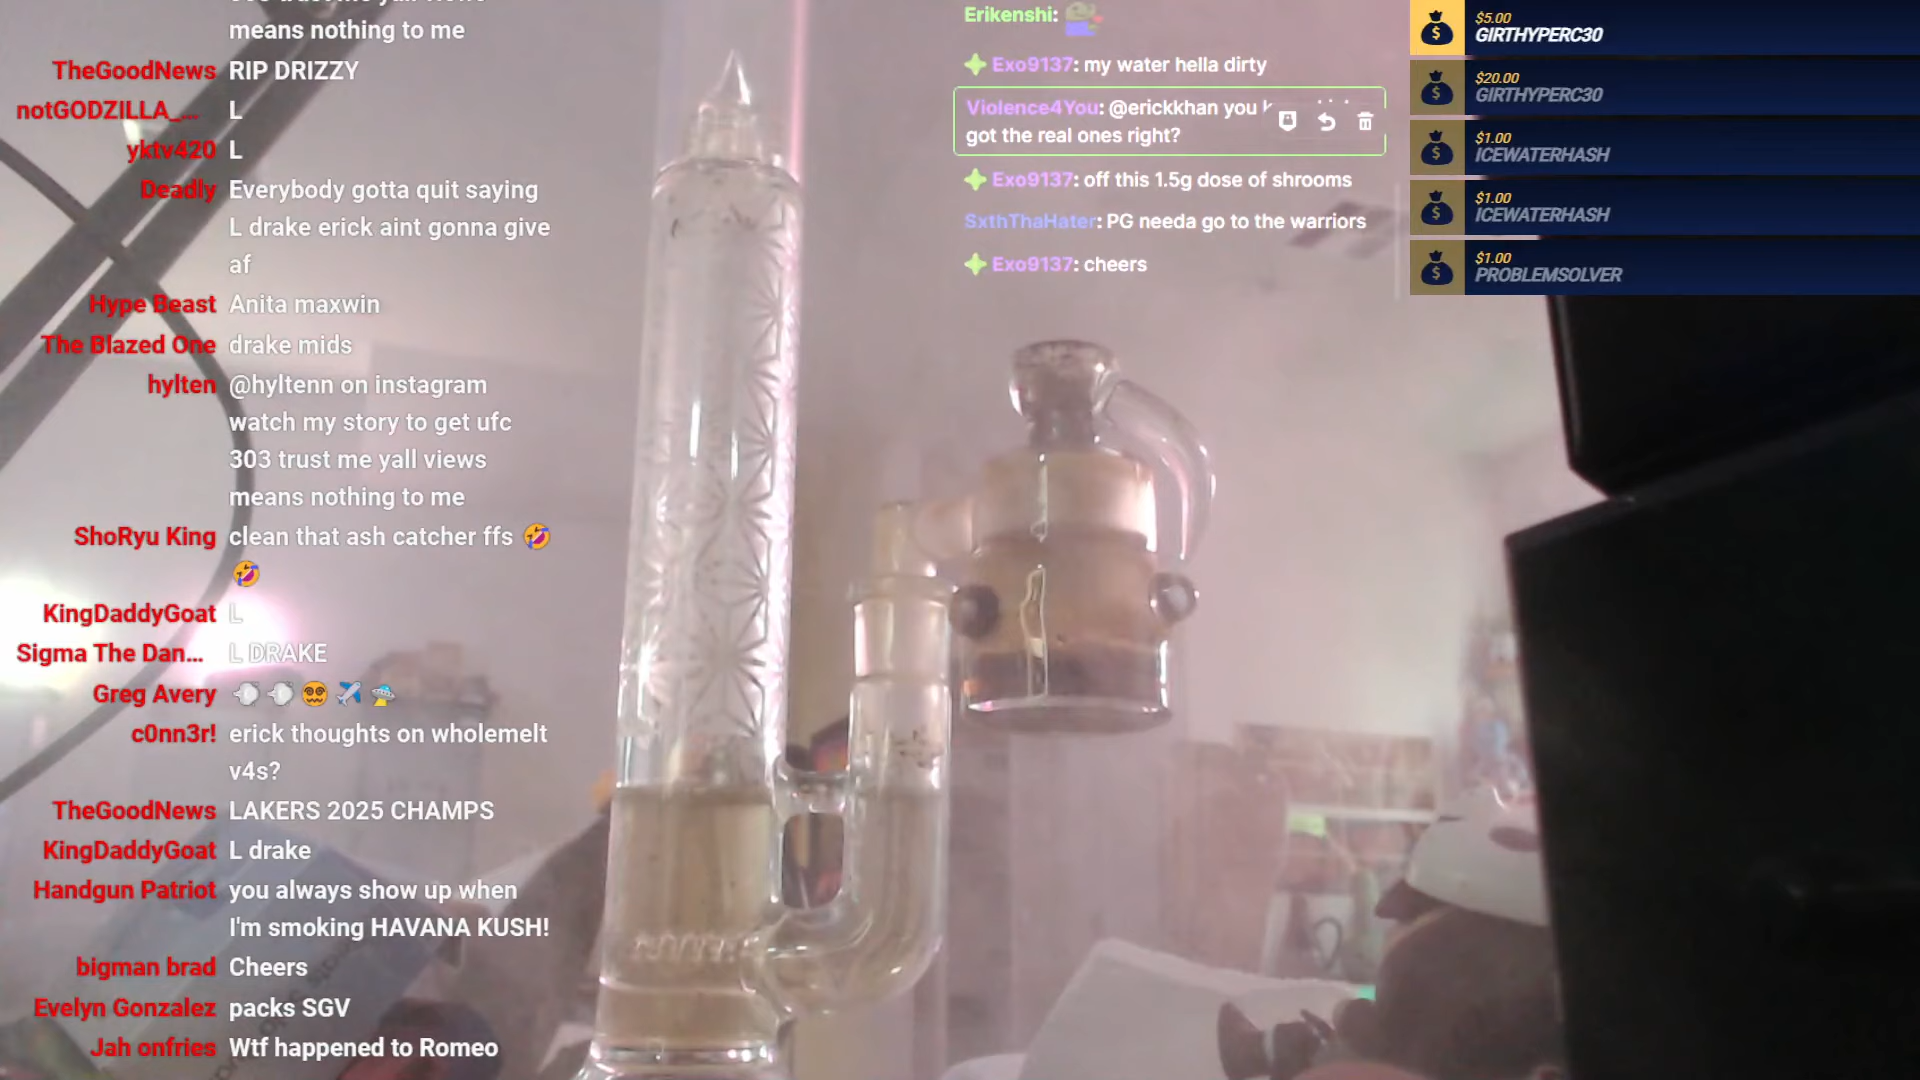 means nothing to me
TheGoodNews RIP DRIZZY
notGODZILLA_... L
yktv420 L
Deadly Everybody gotta quit saying
L drake erick aint gonna give
af
Hype Beast Anita maxwin
The Blazed One drake mids
hylten @hyltenn on instagram
watch my story to get ufc
303 trust me yall views
means nothing to me
ShoRyu King clean that ash catcher ffs 🤣
🤣
KingDaddyGoat L
Sigma The Dan... L DRAKE
Greg Avery 💨 💨 😵‍💫 ✈️ 🛸
c0nn3r! erick thoughts on wholemelt
v4s?
TheGoodNews LAKERS 2025 CHAMPS
KingDaddyGoat L drake
Handgun Patriot you always show up when
I'm smoking HAVANA KUSH!
bigman brad Cheers
Evelyn Gonzalez packs SGV
Jah onfries Wtf happened to Romeo
Erikenshi:
Exo9137: my water hella dirty
Violence4You: @erickkhan you
got the real ones right?
Exo9137: off this 1.5g dose of shrooms
SxthThaHater: PG needa go to the warriors
Exo9137: cheers
$5.00
GIRTHYPERC30
$20.00
GIRTHYPERC30
$1.00
ICEWATERHASH
$1.00
ICEWATERHASH
$1.00
PROBLEMSOLVER